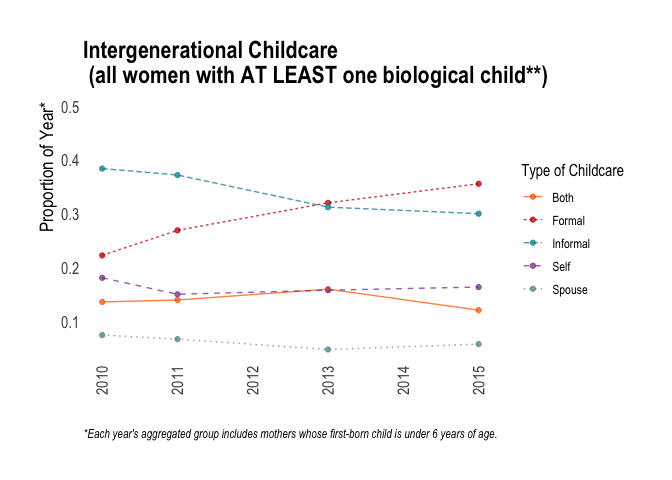 Intergenerational Childcare
(all women with AT LEAST one biological child**)
Proportion of Year*
0.5
0.4
0.3
0.2
0.1
2010
2011
2012
2013
2014
2015
Type of Childcare
Both
Formal
Informal
Self
Spouse
*Each year's aggregated group includes mothers whose first-born child is under 6 years of age.